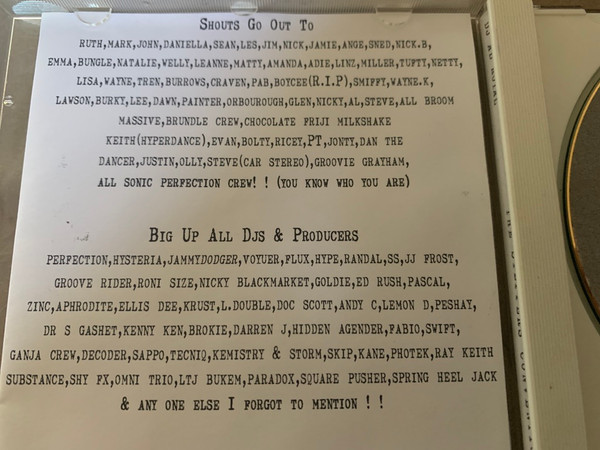 Shouts Go Out To
RUTH,MARK,JOHN,DANIELLA,SEAN,LES,JIM,NICK,JAMIE,ANGE,SNED,NICK.B,
EMMA,BUNGLE,NATALIE,WELLY,LEANNE,MATTY,AMANDA,ADIE,LINZ,MILLER,TUFTY,NETTY,
LISA,WAYNE,TREN,BURROWS,CRAVEN,PAB,BOYCEE(R.I.P),SMIFFY,WAYNE.K,
LAWSON,BURKY,LEE,DAWN,PAINTER,ORBOUROUGH,GLEN,NICKY,AL,STEVE,ALL BROOM
MASSIVE,BRUNDLE CREW,CHOCOLATE FRIJI MILKSHAKE
KEITH(HYPERDANCE),EVAN,BOLTY,RICEY,PT,JONTY,DAN THE
DANCER,JUSTIN,OLLY,STEVE(CAR STEREO),GROOVIE GRAYHAM,
ALL SONIC PERFECTION CREW! ! (YOU KNOW WHO YOU ARE)
Big Up All Djs & Producers
PERFECTION,HYSTERIA,JAMMYDODGER,VOYUER,FLUX,HYPE,RANDAL,SS,JJ FROST,
GROOVE RIDER,RONI SIZE,NICKY BLACKMARKET,GOLDIE,ED RUSH,PASCAL,
ZINC,APHRODITE,ELLIS DEE,KRUST,L.DOUBLE,DOC SCOTT,ANDY C,LEMON D,PESHAY,
DR S GASHET,KENNY KEN,BROKIE,DARREN J,HIDDEN AGENDER,FABIO,SWIFT,
GANJA CREW,DECODER,SAPPO,TECNIQ,KEMISTRY & STORM,SKIP,KANE,PHOTEK,RAY KEITH
SUBSTANCE,SHY FX,OMNI TRIO,LTJ BUKEM,PARADOX,SQUARE PUSHER,SPRING HEEL JACK
& ANY ONE ELSE I FORGOT TO MENTION ! !